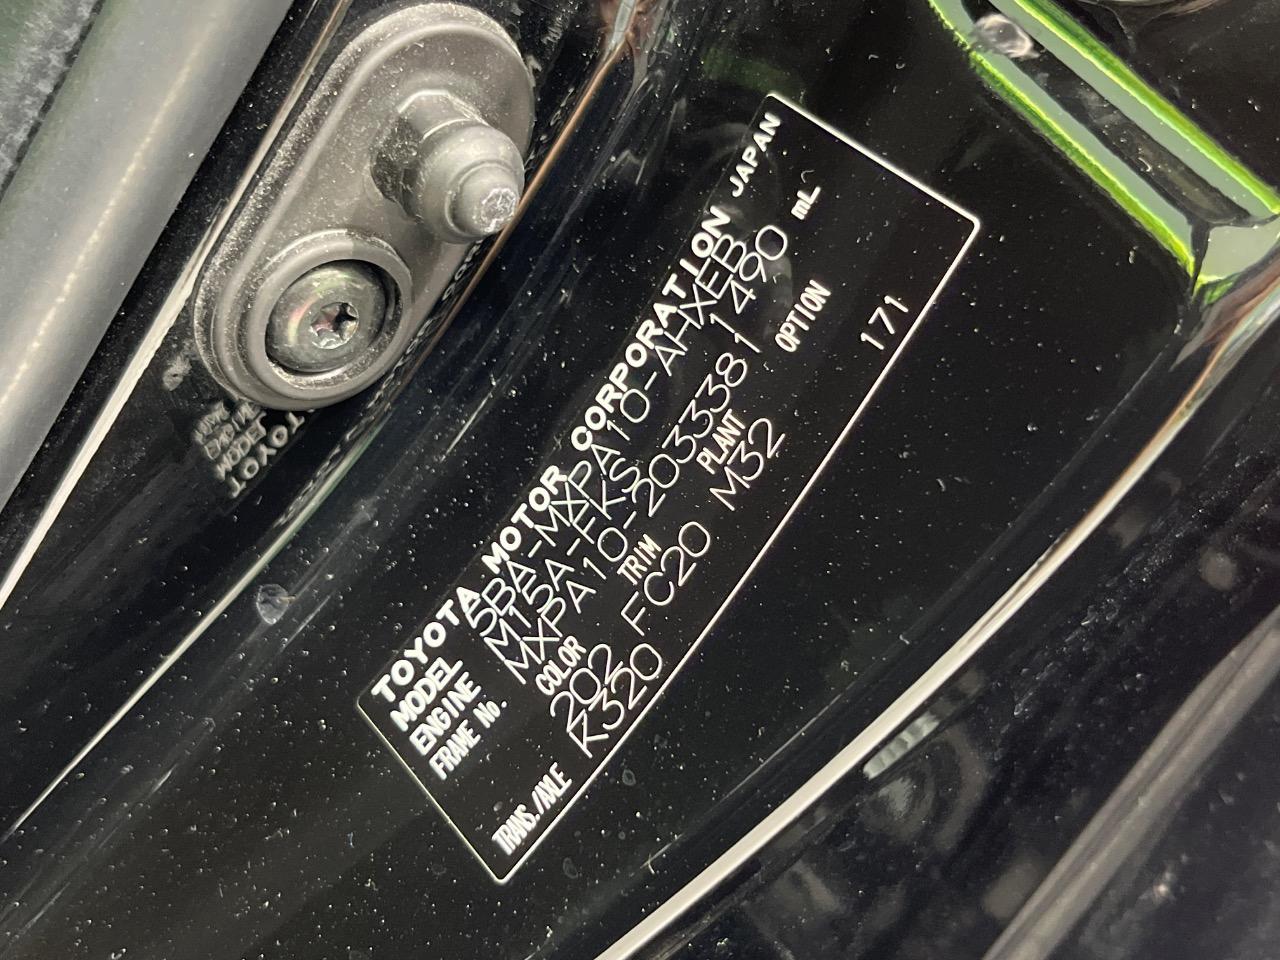 TOYOTA MOTOR CORPORATION JAPAN
MODEL 5BA-MXPA10-AHXEB
ENGINE M15A-FKS 1490 mL
FRAME No. MXPA10-2033381
COLOR TRIM PLANT OPTION
202 FC20 M32 171
TRANS./AXLE K320